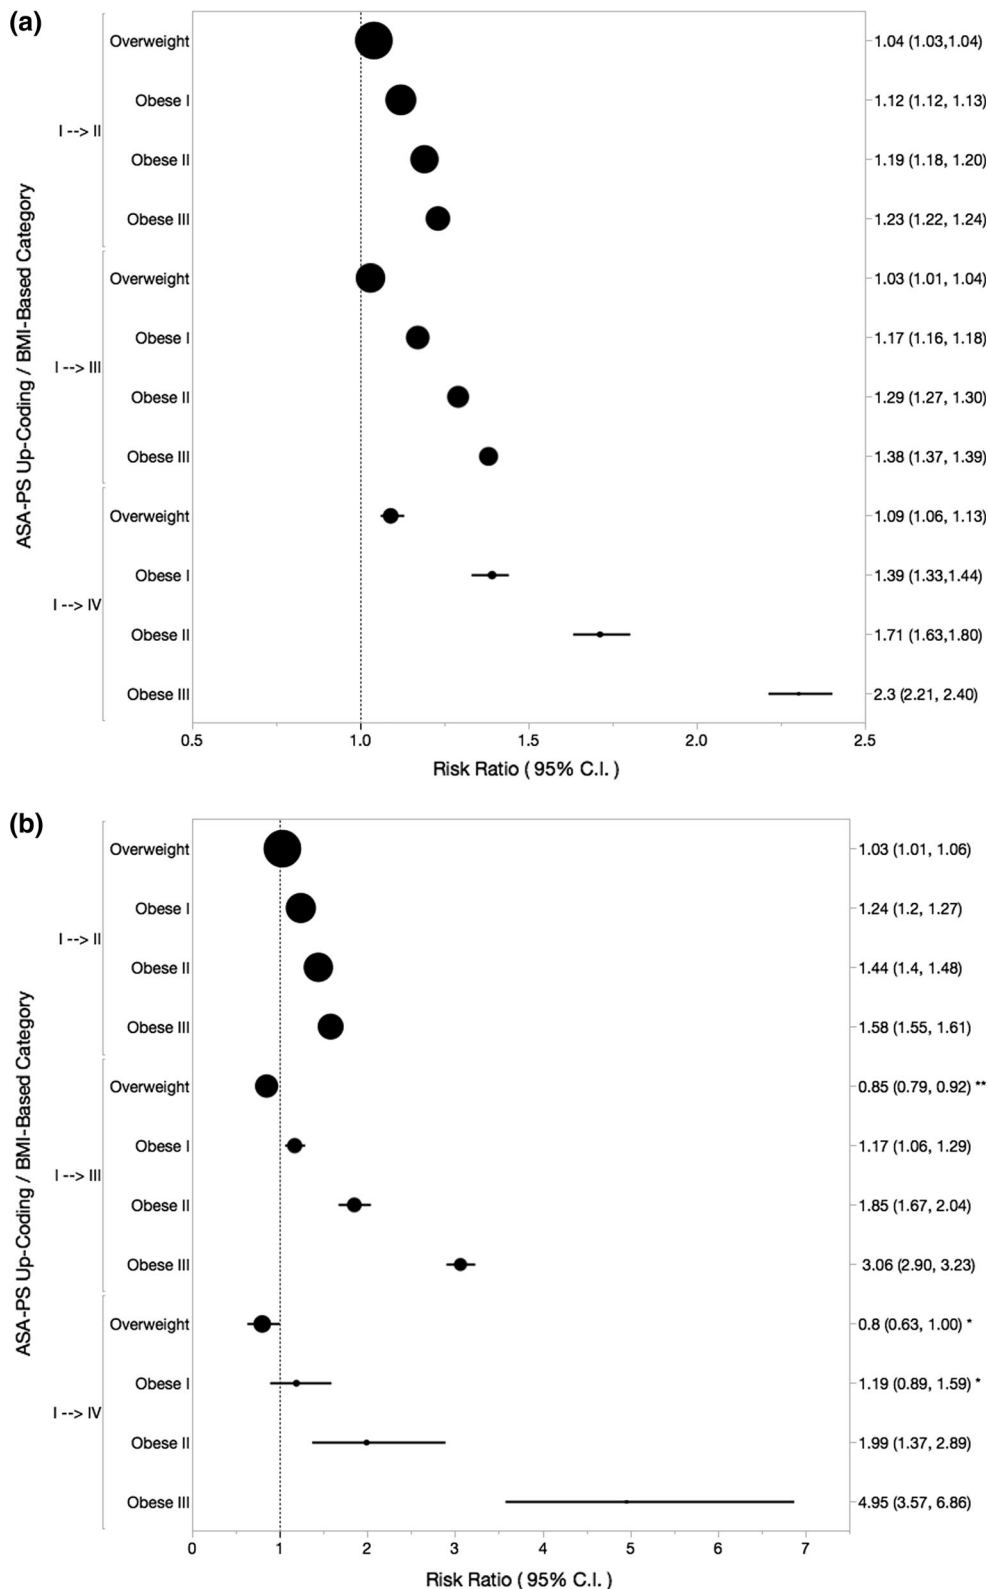 (a)
ASA-PS Up-Coding / BMI-Based Category
I --> II
Overweight 1.04 (1.03,1.04)
Obese I 1.12 (1.12, 1.13)
Obese II 1.19 (1.18, 1.20)
Obese III 1.23 (1.22, 1.24)
I --> III
Overweight 1.03 (1.01, 1.04)
Obese I 1.17 (1.16, 1.18)
Obese II 1.29 (1.27, 1.30)
Obese III 1.38 (1.37, 1.39)
I --> IV
Overweight 1.09 (1.06, 1.13)
Obese I 1.39 (1.33,1.44)
Obese II 1.71 (1.63,1.80)
Obese III 2.3 (2.21, 2.40)
0.5 1.0 1.5 2.0 2.5
Risk Ratio ( 95% C.I. )
(b)
ASA-PS Up-Coding / BMI-Based Category
I --> II
Overweight 1.03 (1.01, 1.06)
Obese I 1.24 (1.2, 1.27)
Obese II 1.44 (1.4, 1.48)
Obese III 1.58 (1.55, 1.61)
I --> III
Overweight 0.85 (0.79, 0.92) **
Obese I 1.17 (1.06, 1.29)
Obese II 1.85 (1.67, 2.04)
Obese III 3.06 (2.90, 3.23)
I --> IV
Overweight 0.8 (0.63, 1.00) *
Obese I 1.19 (0.89, 1.59) *
Obese II 1.99 (1.37, 2.89)
Obese III 4.95 (3.57, 6.86)
0 1 2 3 4 5 6 7
Risk Ratio ( 95% C.I. )